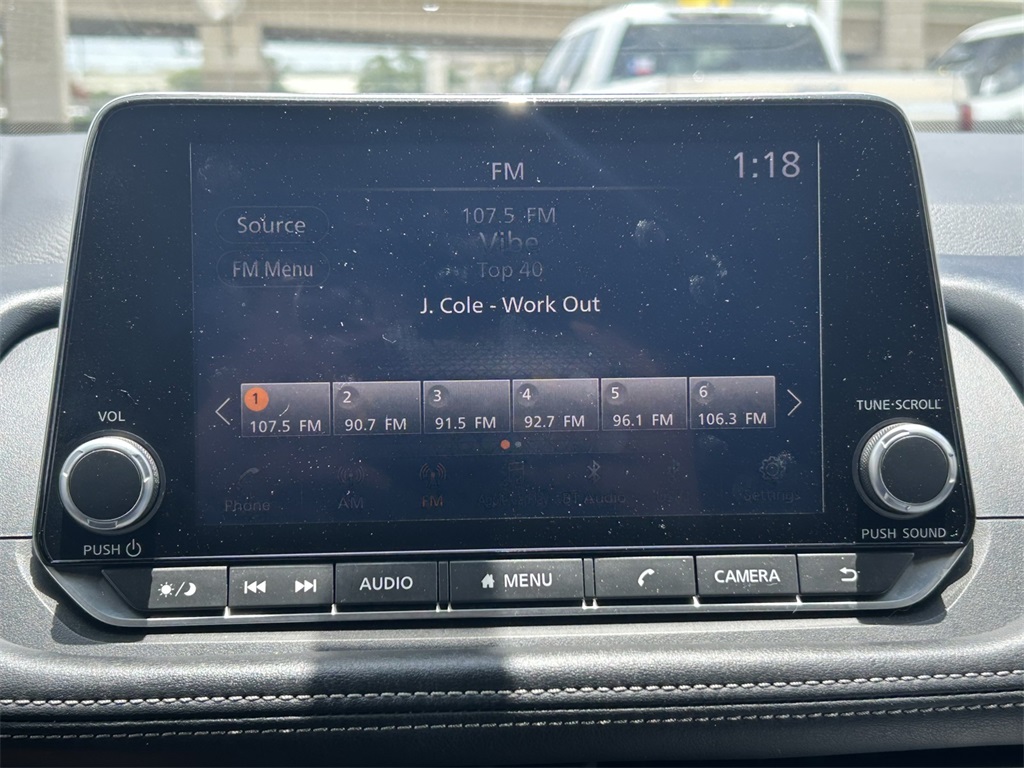 FM
1:18
Source
107.5 FM
Vibe
FM Menu
Top 40
J. Cole - Work Out
1
107.5 FM
2
90.7 FM
3
91.5 FM
4
92.7 FM
5
96.1 FM
6
106.3 FM
Phone
AM
FM
Audio
Settings
VOL
PUSH
TUNE·SCROLL
PUSH SOUND
AUDIO
MENU
CAMERA